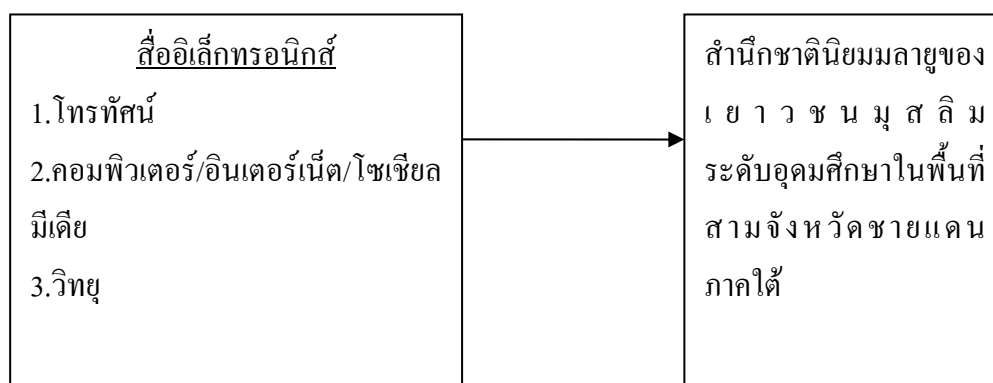 สื่ออิเล็กทรอนิกส์
1.โทรทัศน์
2.คอมพิวเตอร์/อินเตอร์เน็ต/โซเชียล
มีเดีย
3.วิทยุ
สำนึกชาตินิยมมลายูของ
เยาวชนมุสลิม
ระดับอุดมศึกษาในพื้นที่
สามจังหวัดชายแดน
ภาคใต้